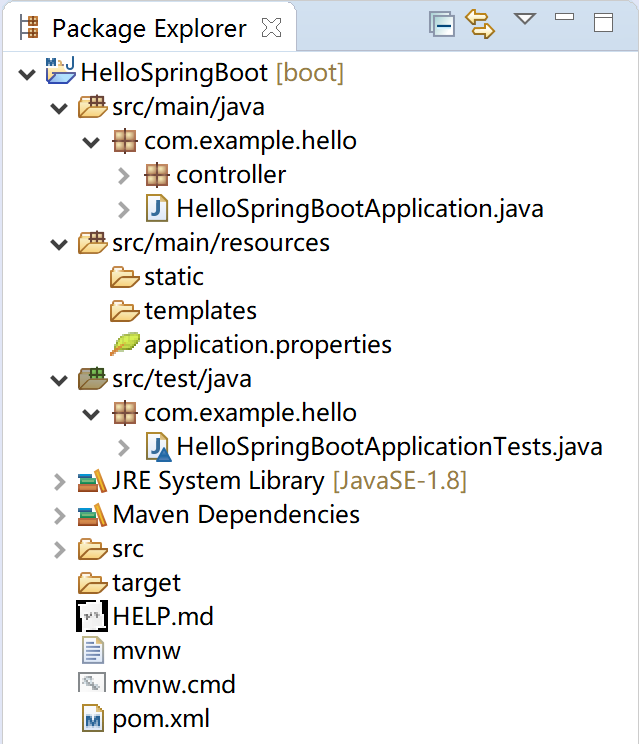 Package Explorer
HelloSpringBoot [boot]
src/main/java
com.example.hello
controller
HelloSpringBootApplication.java
src/main/resources
static
templates
application.properties
src/test/java
com.example.hello
HelloSpringBootApplicationTests.java
JRE System Library [JavaSE-1.8]
Maven Dependencies
src
target
HELP.md
mvnw
mvnw.cmd
pom.xml